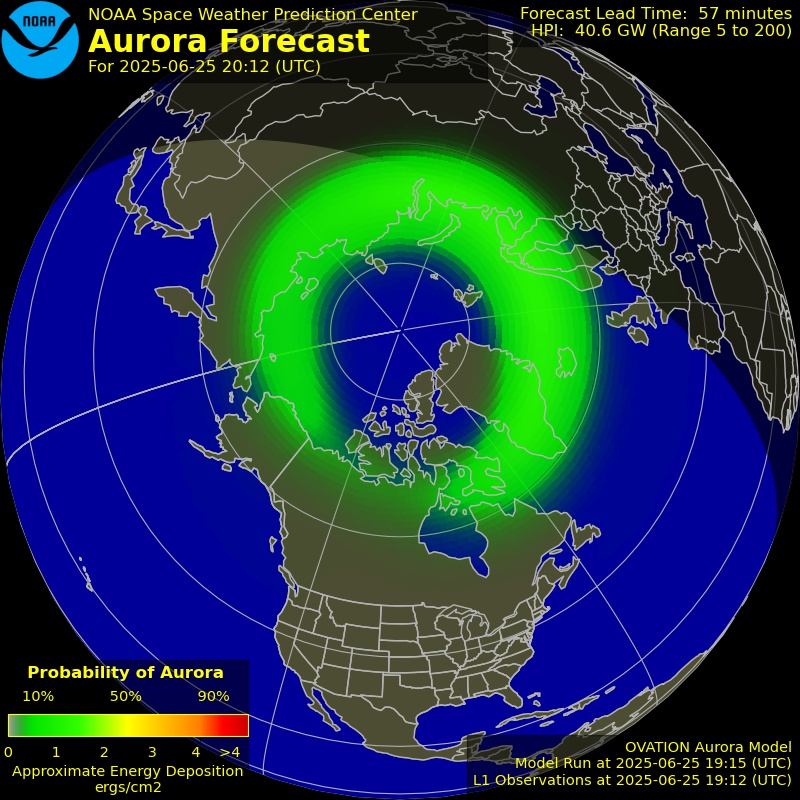 NOAA
NOAA Space Weather Prediction Center
Aurora Forecast
For 2025-06-25 20:12 (UTC)
Forecast Lead Time: 57 minutes
HPI: 40.6 GW (Range 5 to 200)
Probability of Aurora
10% 50% 90%
0 1 2 3 4 >4
Approximate Energy Deposition
ergs/cm2
OVATION Aurora Model
Model Run at 2025-06-25 19:15 (UTC)
L1 Observations at 2025-06-25 19:12 (UTC)